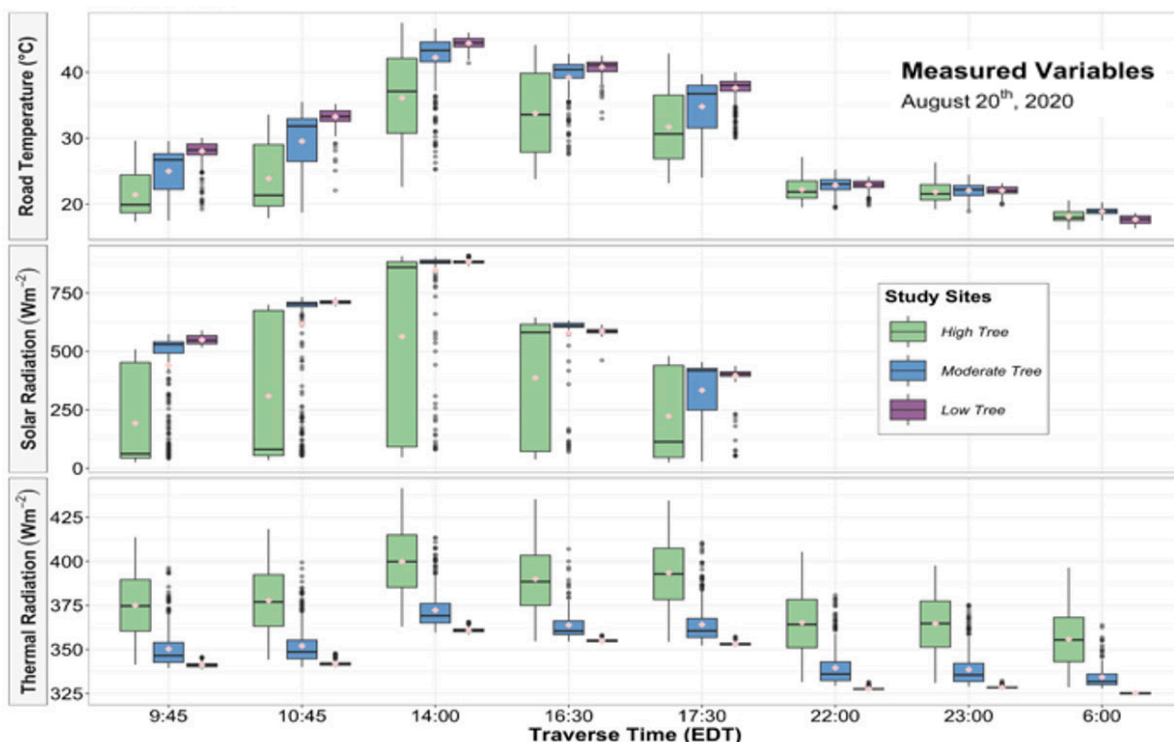 Measured Variables
August 20th, 2020
Road Temperature (°C)
40
30
20
Solar Radiation (Wm⁻²)
750
500
250
0
Study Sites
High Tree
Moderate Tree
Low Tree
Thermal Radiation (Wm⁻²)
425
400
375
350
325
9:45 10:45 14:00 16:30 17:30 22:00 23:00 6:00
Traverse Time (EDT)